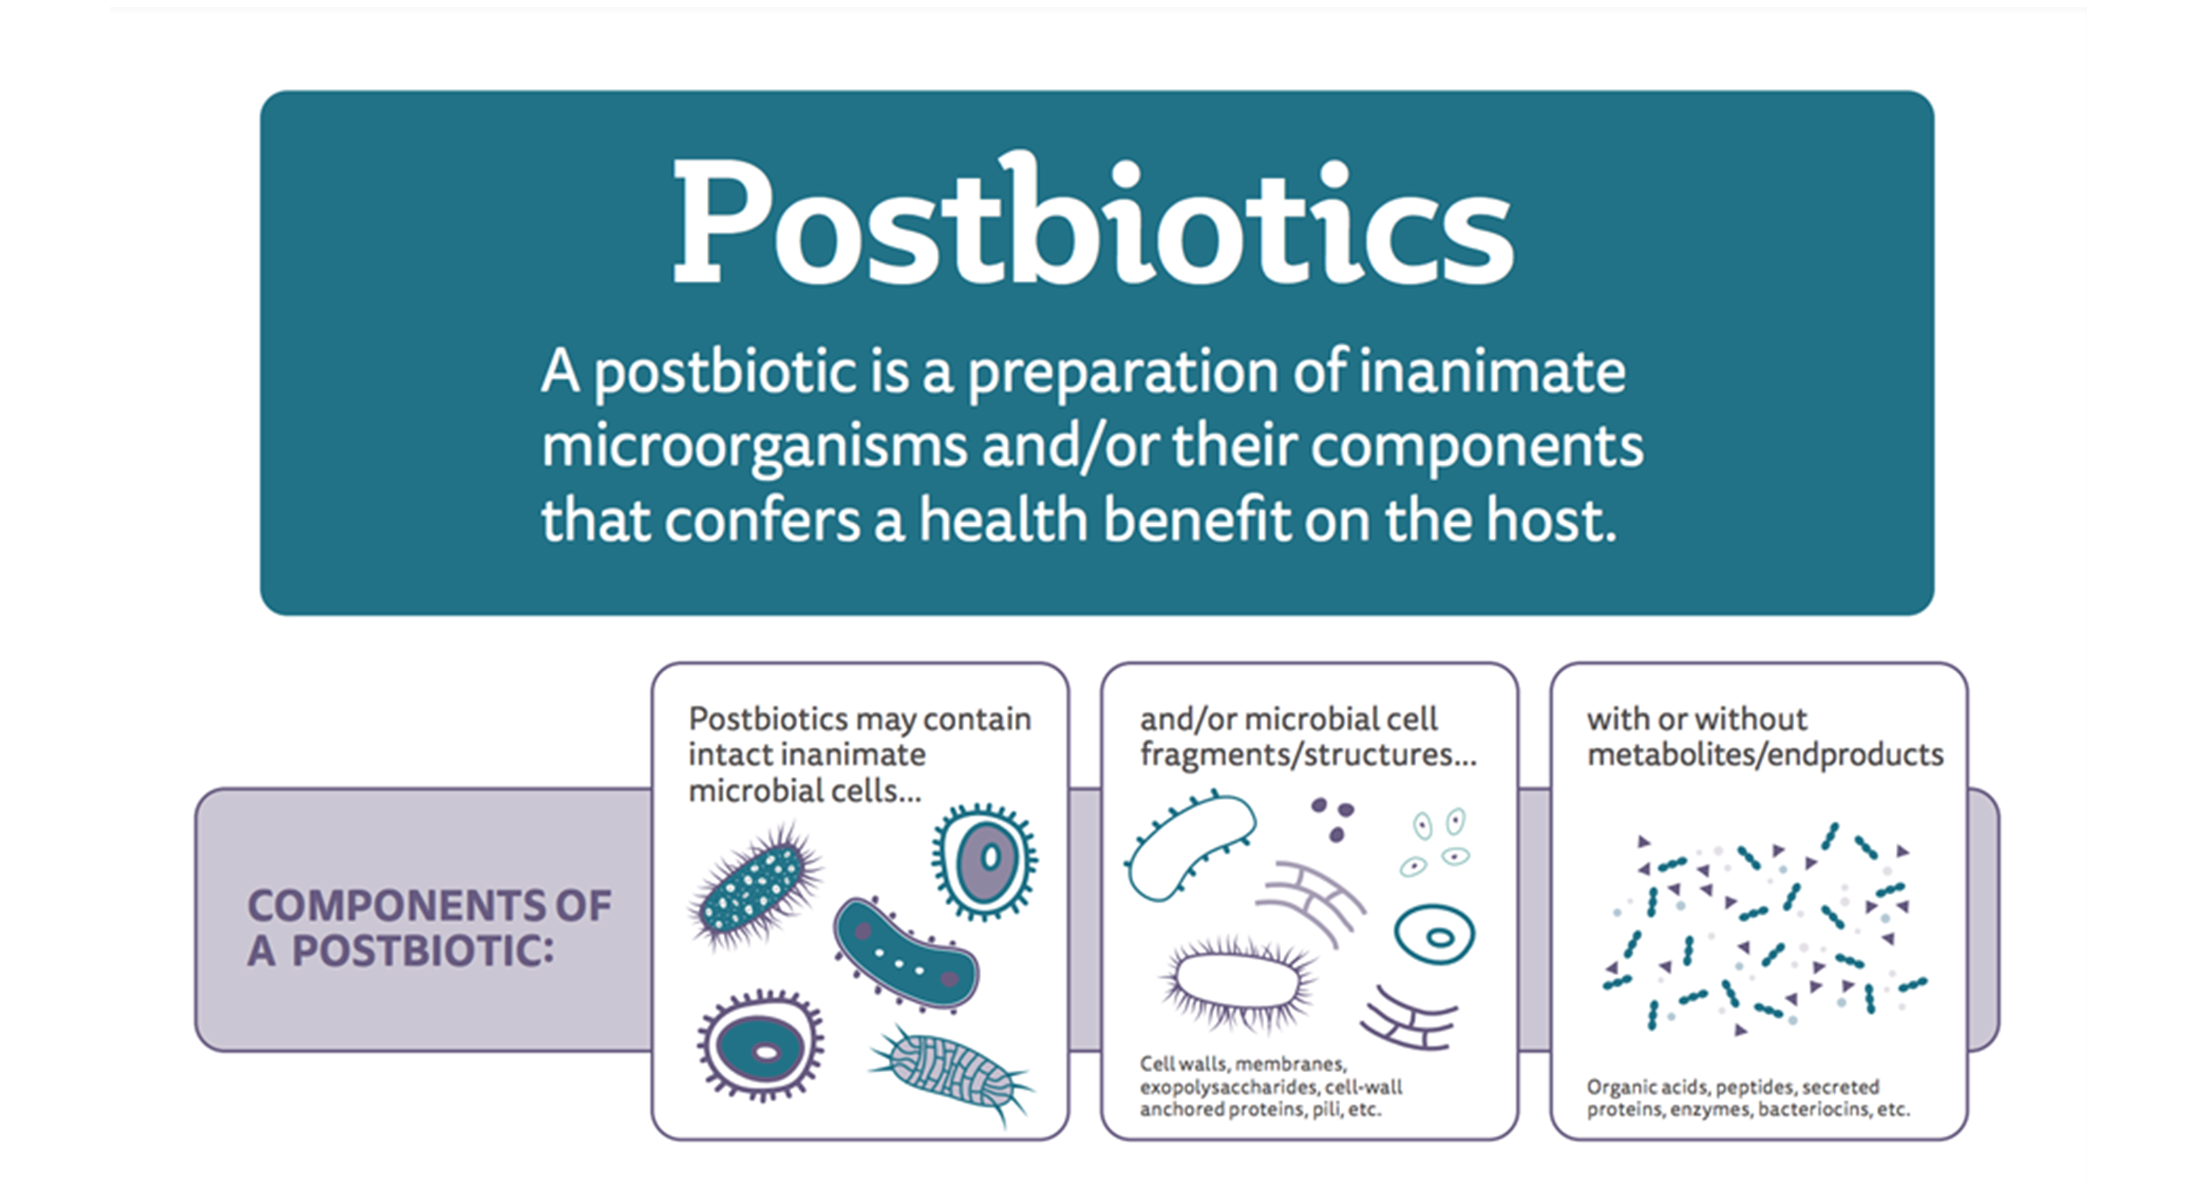 Postbiotics
A postbiotic is a preparation of inanimate
microorganisms and/or their components
that confers a health benefit on the host.
COMPONENTS OF
A POSTBIOTIC:
Postbiotics may contain
intact inanimate
microbial cells...
and/or microbial cell
fragments/structures...
Cell walls, membranes,
exopolysaccharides, cell-wall
anchored proteins, pili, etc.
with or without
metabolites/endproducts
Organic acids, peptides, secreted
proteins, enzymes, bacteriocins, etc.